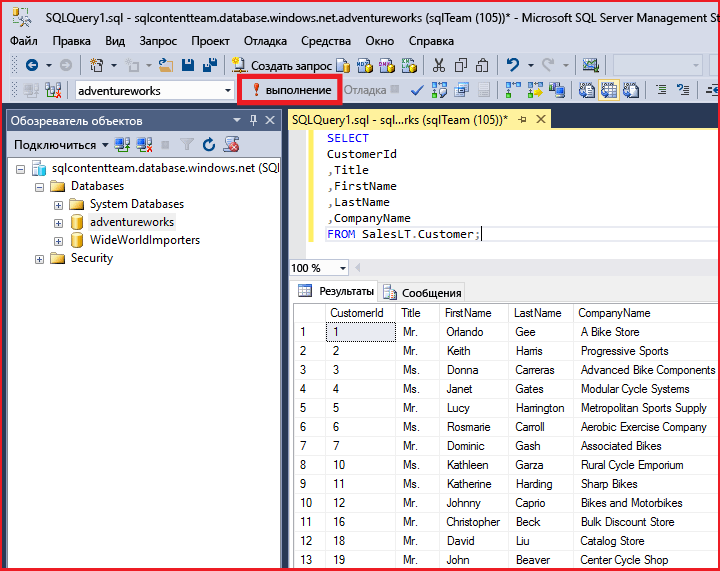 SQLQuery1.sql - sqlcontentteam.database.windows.net.adventureworks (sqlTeam (105))* - Microsoft SQL Server Management
Файл Правка Вид Запрос Проект Отладка Средства Окно Справка
Создать запрос MDX DMX XMLA DAX
adventureworks выполнение Отладка
Обозреватель объектов
Подключиться
sqlcontentteam.database.windows.net (SQL
Databases
System Databases
adventureworks
WideWorldImporters
Security
SQLQuery1.sql - sql...rks (sqlTeam (105))*
SELECT
CustomerId
,Title
,FirstName
,LastName
,CompanyName
FROM SalesLT.Customer;
100 %
Результаты Сообщения
CustomerId Title FirstName LastName CompanyName
1 1 Mr. Orlando Gee A Bike Store
2 2 Mr. Keith Harris Progressive Sports
3 3 Ms. Donna Carreras Advanced Bike Components
4 4 Ms. Janet Gates Modular Cycle Systems
5 5 Mr. Lucy Harrington Metropolitan Sports Supply
6 6 Ms. Rosmarie Carroll Aerobic Exercise Company
7 7 Mr. Dominic Gash Associated Bikes
8 10 Ms. Kathleen Garza Rural Cycle Emporium
9 11 Ms. Katherine Harding Sharp Bikes
10 12 Mr. Johnny Caprio Bikes and Motorbikes
11 16 Mr. Christopher Beck Bulk Discount Store
12 18 Mr. David Liu Catalog Store
13 19 Mr. John Beaver Center Cycle Shop